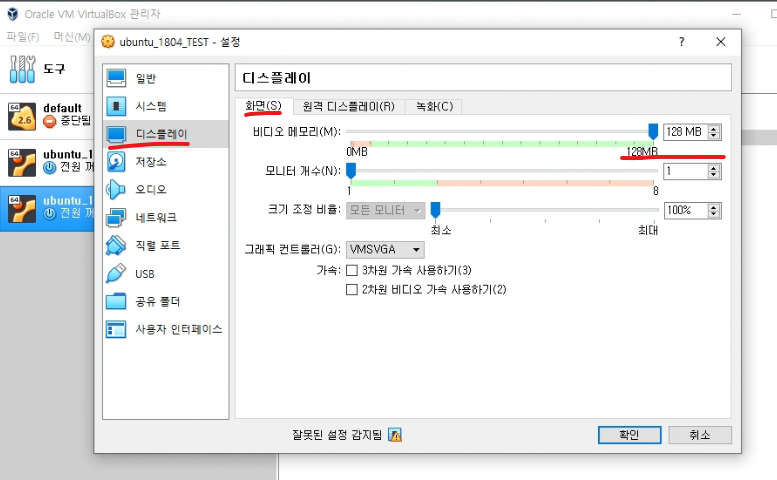 Oracle VM VirtualBox 관리자
파일(F) 머신(M)
도구
64 2.6 default
중단됨
64 ubuntu_1
전원 꺼
64 ubuntu_1
전원 꺼
ubuntu_1804_TEST - 설정 ?
일반
시스템
디스플레이
저장소
오디오
네트워크
직렬 포트
USB
공유 폴더
사용자 인터페이스
디스플레이
화면(S) 원격 디스플레이(R) 녹화(C)
비디오 메모리(M): 128 MB
0MB 128MB
모니터 개수(N): 1
1 8
크기 조정 비율: 모든 모니터 100%
최소 최대
그래픽 컨트롤러(G): VMSVGA
가속: 3차원 가속 사용하기(3)
2차원 비디오 가속 사용하기(2)
잘못된 설정 감지됨 확인 취소